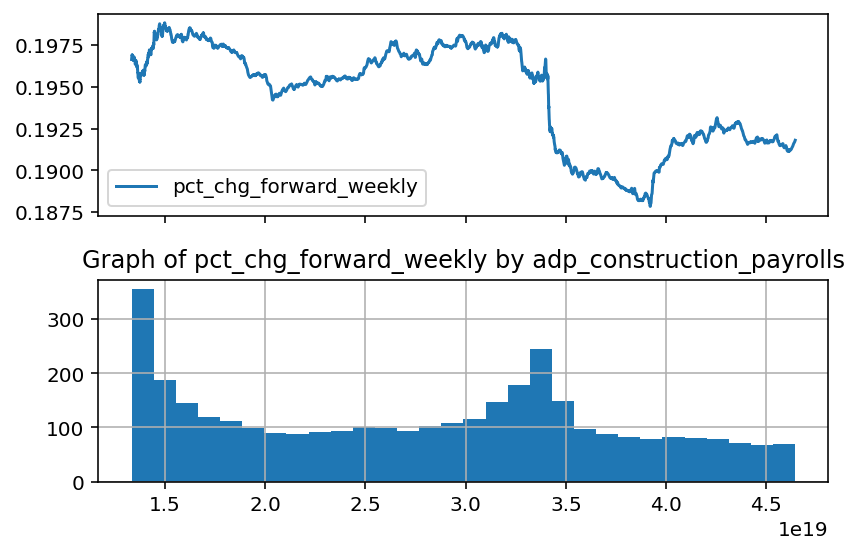 0.1975
0.1950
0.1925
0.1900
0.1875
pct_chg_forward_weekly
Graph of pct_chg_forward_weekly by adp_construction_payrolls
300
200
100
0
1.5 2.0 2.5 3.0 3.5 4.0 4.5
1e19